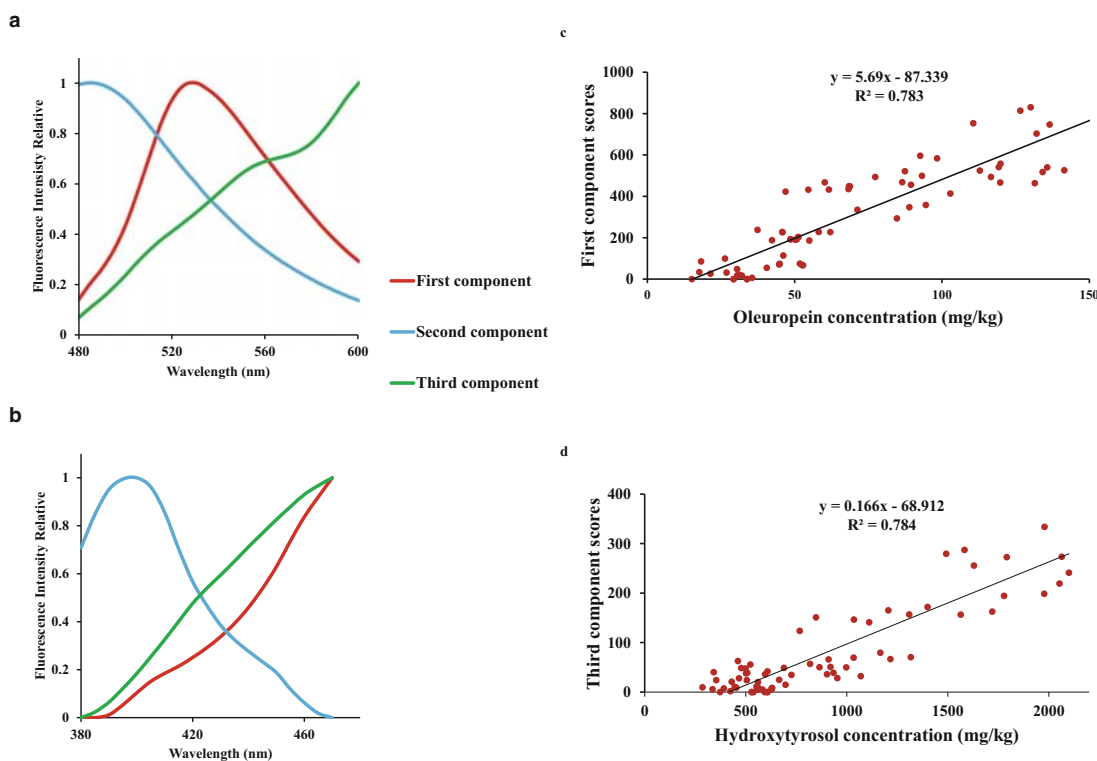 a
Fluorescence Intensisty Relative
1
0.8
0.6
0.4
0.2
0
480 520 560 600
Wavelength (nm)
First component
Second component
Third component
b
Fluorescence Intensity Relative
1
0.8
0.6
0.4
0.2
0
380 420 460
Wavelength (nm)
c
y = 5.69x - 87.339
R² = 0.783
First component scores
1000
800
600
400
200
0
0 50 100 150
Oleuropein concentration (mg/kg)
d
y = 0.166x - 68.912
R² = 0.784
Third component scores
400
300
200
100
0
0 500 1000 1500 2000
Hydroxytyrosol concentration (mg/kg)